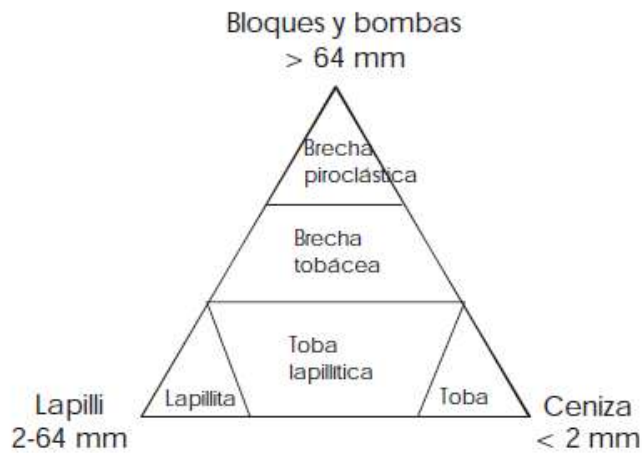 Bloques y bombas
> 64 mm
Brecha
piroclástica
Brecha
tobácea
Toba
lapillítica
Lapilli
2-64 mm
Lapillita
Toba
Ceniza
< 2 mm